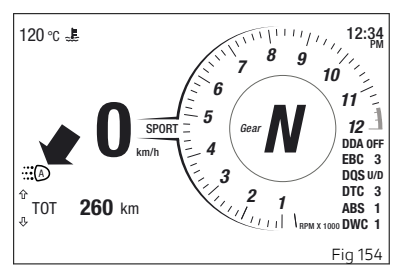 120 °C
12:34
PM
8
9
7
10
6
11
5
12
4
3
2
1
RPM X 1000
SPORT
Gear
N
0
km/h
A
TOT 260 km
DDA OFF
EBC 3
DQS U/D
DTC 3
ABS 1
DWC 1
Fig 154